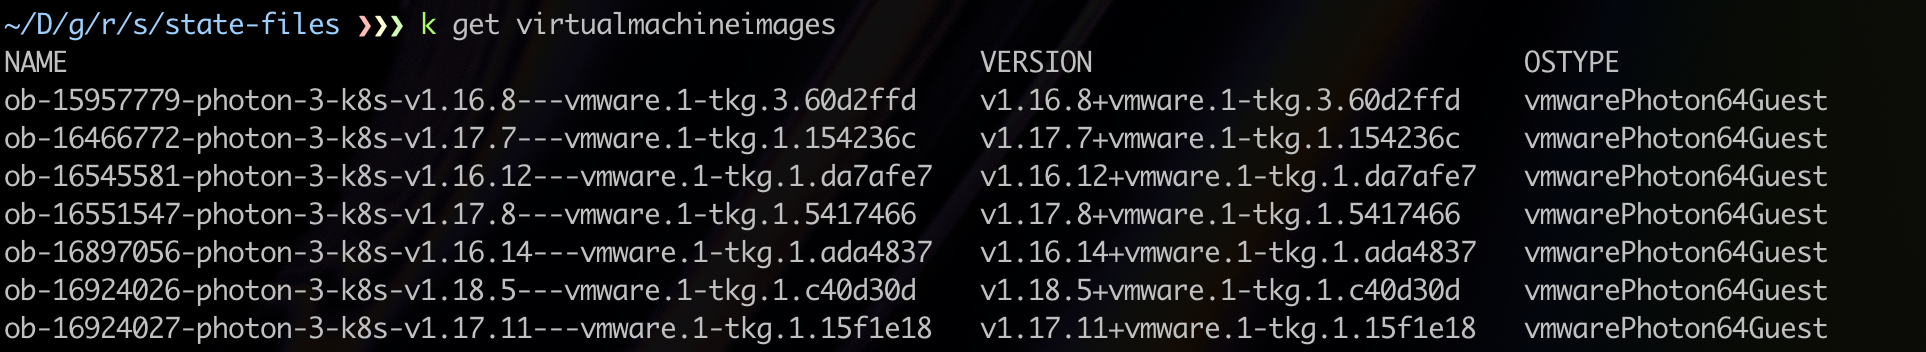 ~/D/g/r/s/state-files ❯❯❯ k get virtualmachineimages
NAME VERSION OSTYPE
ob-15957779-photon-3-k8s-v1.16.8---vmware.1-tkg.3.60d2ffd v1.16.8+vmware.1-tkg.3.60d2ffd vmwarePhoton64Guest
ob-16466772-photon-3-k8s-v1.17.7---vmware.1-tkg.1.154236c v1.17.7+vmware.1-tkg.1.154236c vmwarePhoton64Guest
ob-16545581-photon-3-k8s-v1.16.12---vmware.1-tkg.1.da7afe7 v1.16.12+vmware.1-tkg.1.da7afe7 vmwarePhoton64Guest
ob-16551547-photon-3-k8s-v1.17.8---vmware.1-tkg.1.5417466 v1.17.8+vmware.1-tkg.1.5417466 vmwarePhoton64Guest
ob-16897056-photon-3-k8s-v1.16.14---vmware.1-tkg.1.ada4837 v1.16.14+vmware.1-tkg.1.ada4837 vmwarePhoton64Guest
ob-16924026-photon-3-k8s-v1.18.5---vmware.1-tkg.1.c40d30d v1.18.5+vmware.1-tkg.1.c40d30d vmwarePhoton64Guest
ob-16924027-photon-3-k8s-v1.17.11---vmware.1-tkg.1.15f1e18 v1.17.11+vmware.1-tkg.1.15f1e18 vmwarePhoton64Guest